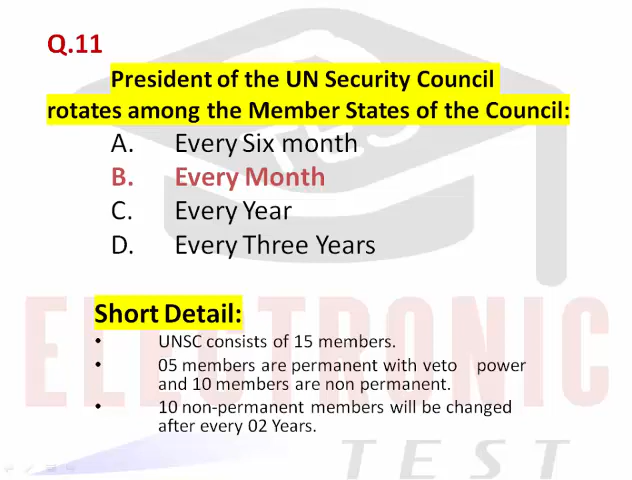 Q.11
President of the UN Security Council
rotates among the Member States of the Council:
A. Every Six month
B. Every Month
C. Every Year
D. Every Three Years
Short Detail:
• UNSC consists of 15 members.
• 05 members are permanent with veto power
and 10 members are non permanent.
• 10 non-permanent members will be changed
after every 02 Years.
TES
ELECTRONIC
TEST